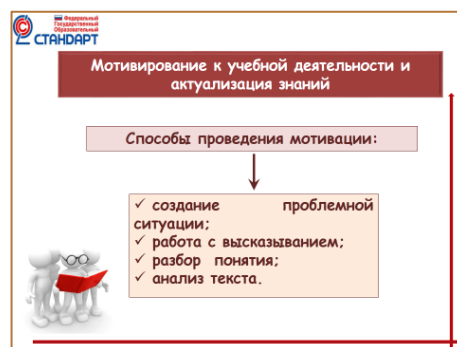 Федеральный
Государственный
Образовательный
СТАНДАРТ
Мотивирование к учебной деятельности и
актуализация знаний
Способы проведения мотивации:
✓ создание проблемной
ситуации;
✓ работа с высказыванием;
✓ разбор понятия;
✓ анализ текста.